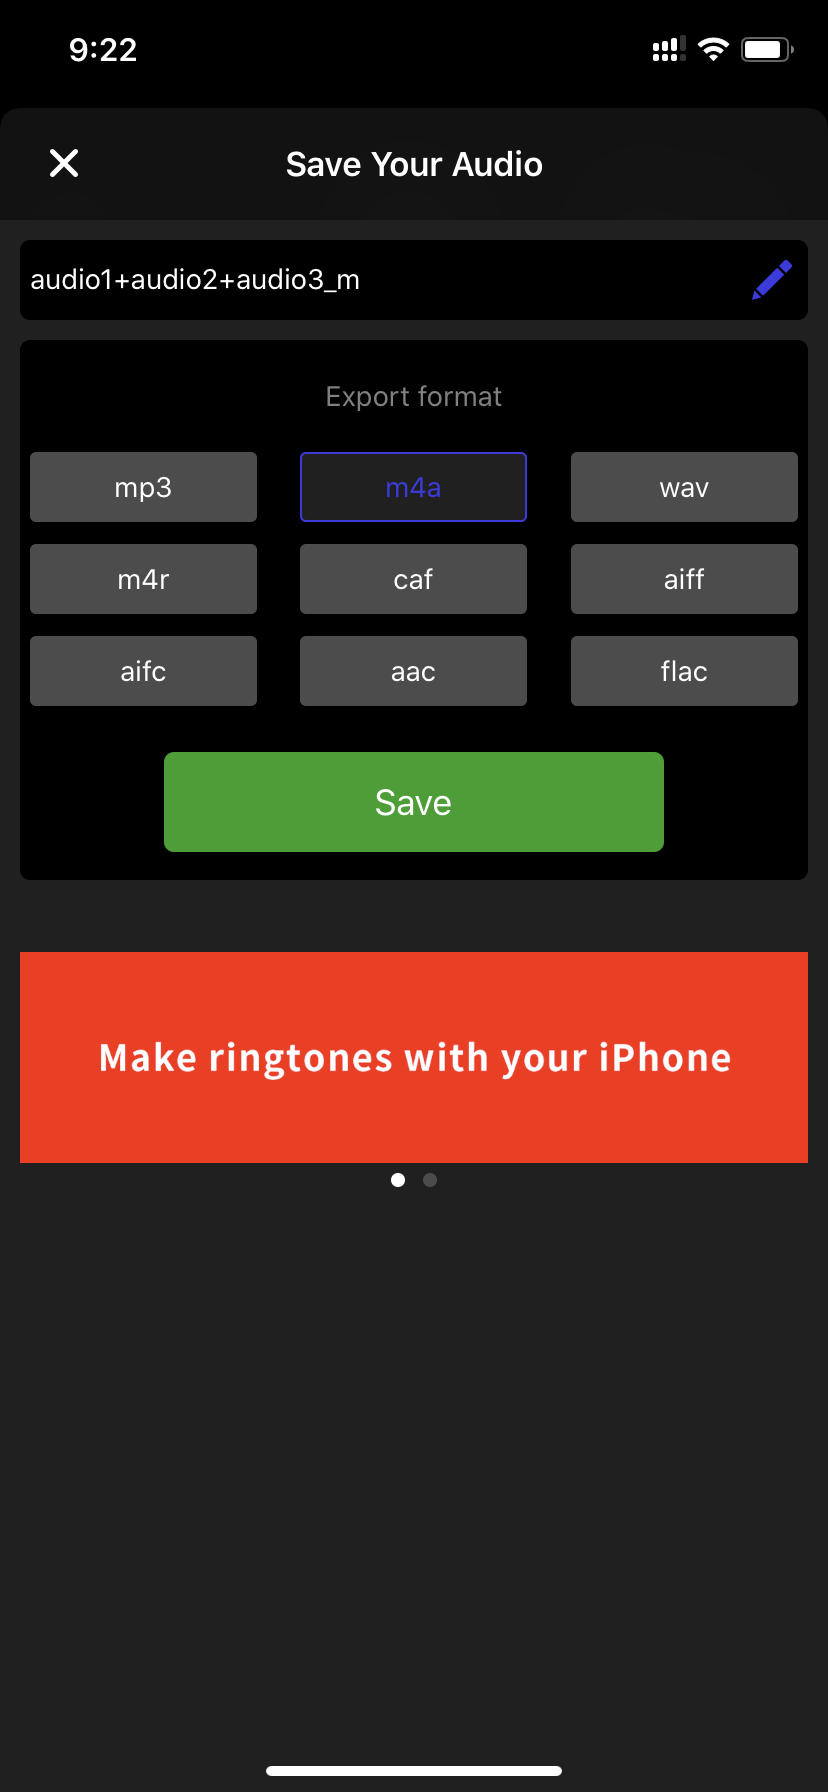 9:22
Save Your Audio
audio1+audio2+audio3_m
Export format
mp3
m4a
wav
m4r
caf
aiff
aifc
aac
flac
Save
Make ringtones with your iPhone